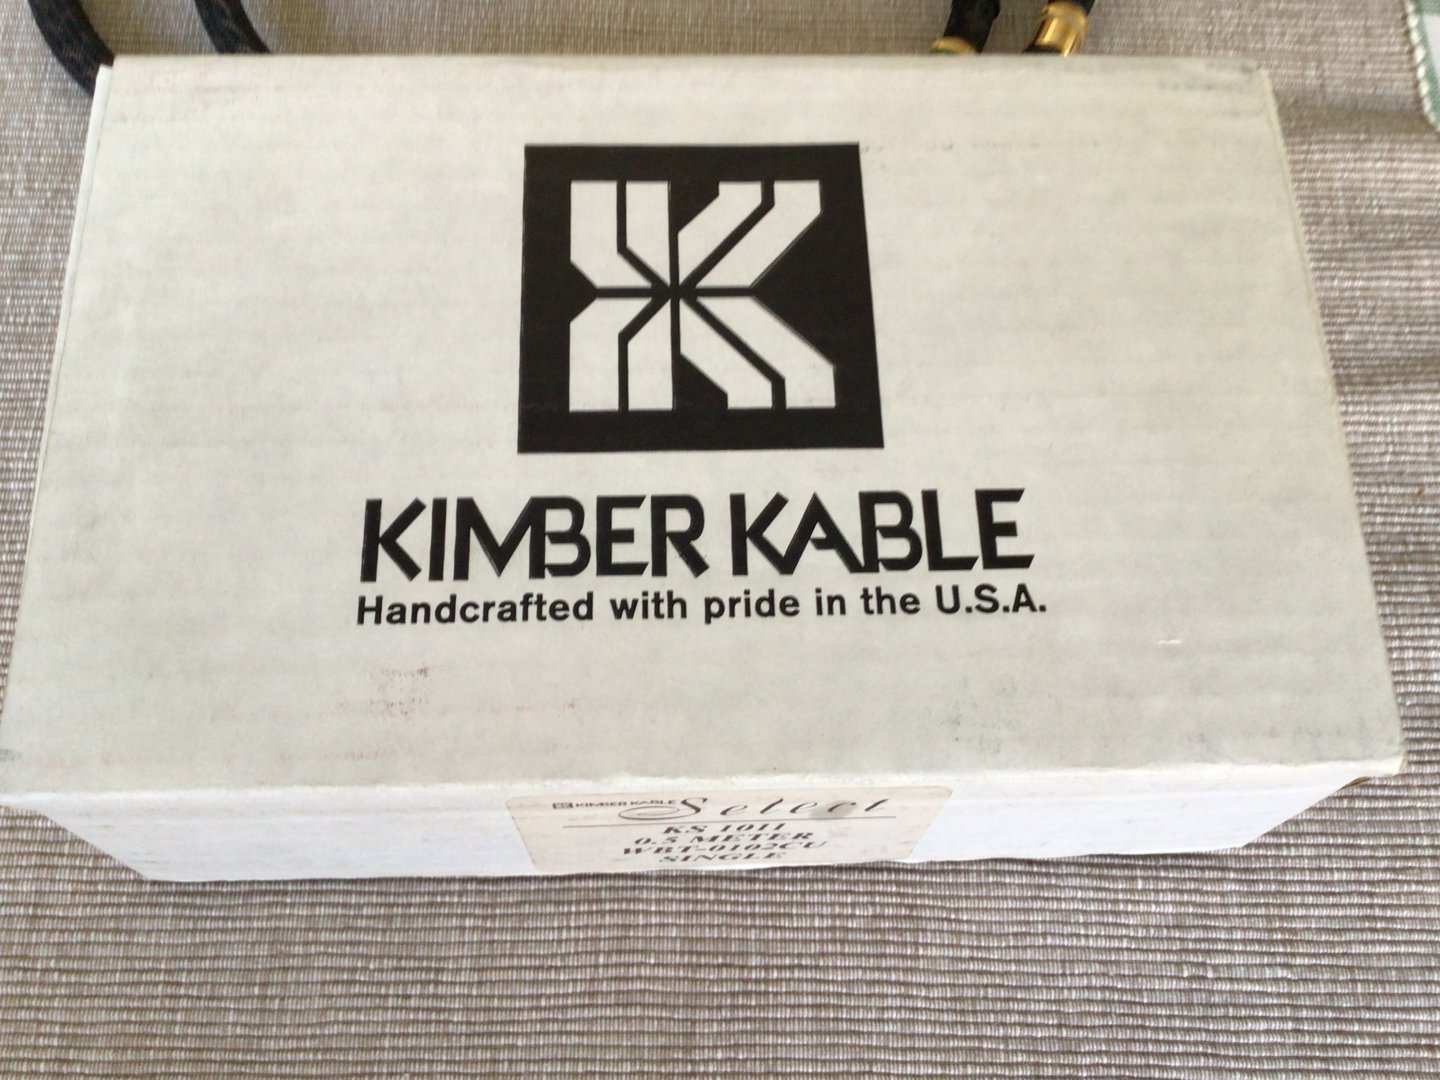 KIMBER KABLE
Handcrafted with pride in the U.S.A.
KIMBER KABLE Select
KS 1011
0.5 METER
WBT-0102CU
SINGLE